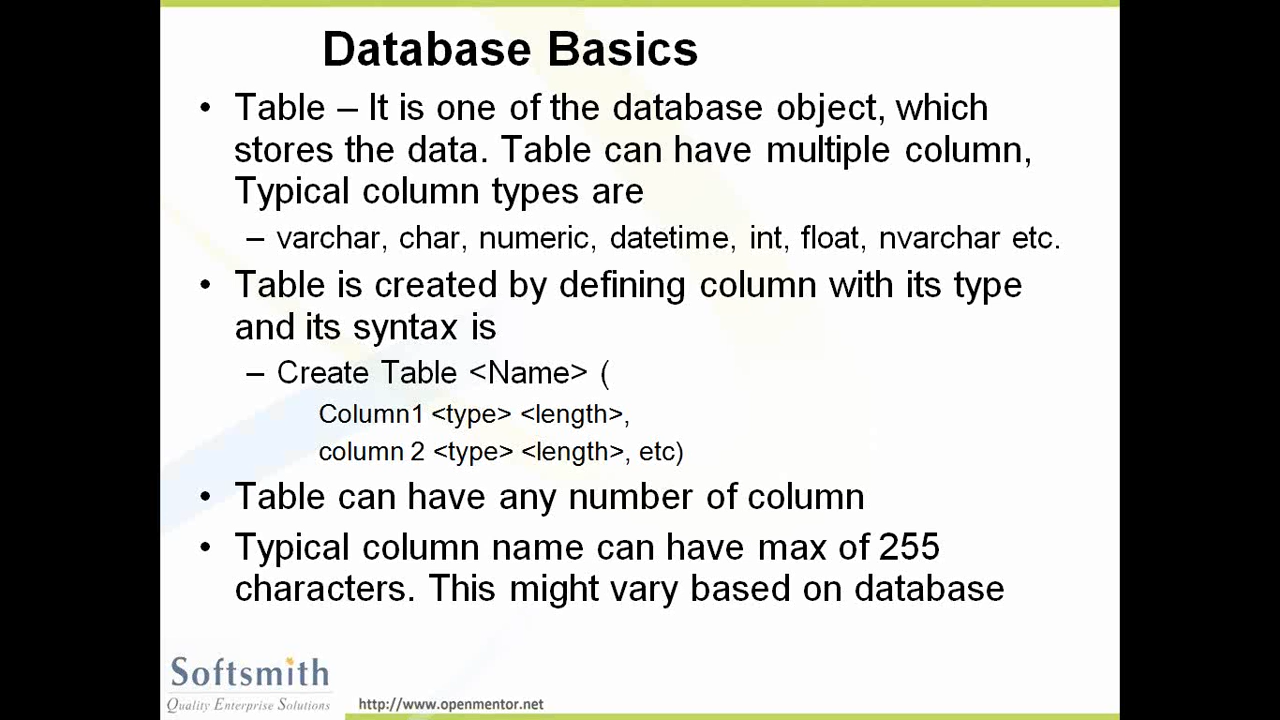 Database Basics
• Table – It is one of the database object, which
stores the data. Table can have multiple column,
Typical column types are
– varchar, char, numeric, datetime, int, float, nvarchar etc.
• Table is created by defining column with its type
and its syntax is
– Create Table <Name> (
Column1 <type> <length>,
column 2 <type> <length>, etc)
• Table can have any number of column
• Typical column name can have max of 255
characters. This might vary based on database
Softsmith
Quality Enterprise Solutions
http://www.openmentor.net